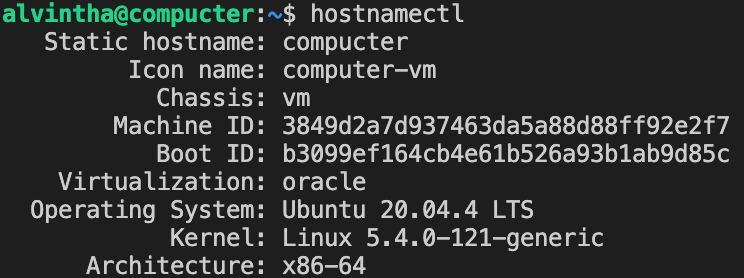 alvintha@compucter:~$ hostnamectl
Static hostname: compucter
Icon name: computer-vm
Chassis: vm
Machine ID: 3849d2a7d937463da5a88d88ff92e2f7
Boot ID: b3099ef164cb4e61b526a93b1ab9d85c
Virtualization: oracle
Operating System: Ubuntu 20.04.4 LTS
Kernel: Linux 5.4.0-121-generic
Architecture: x86-64